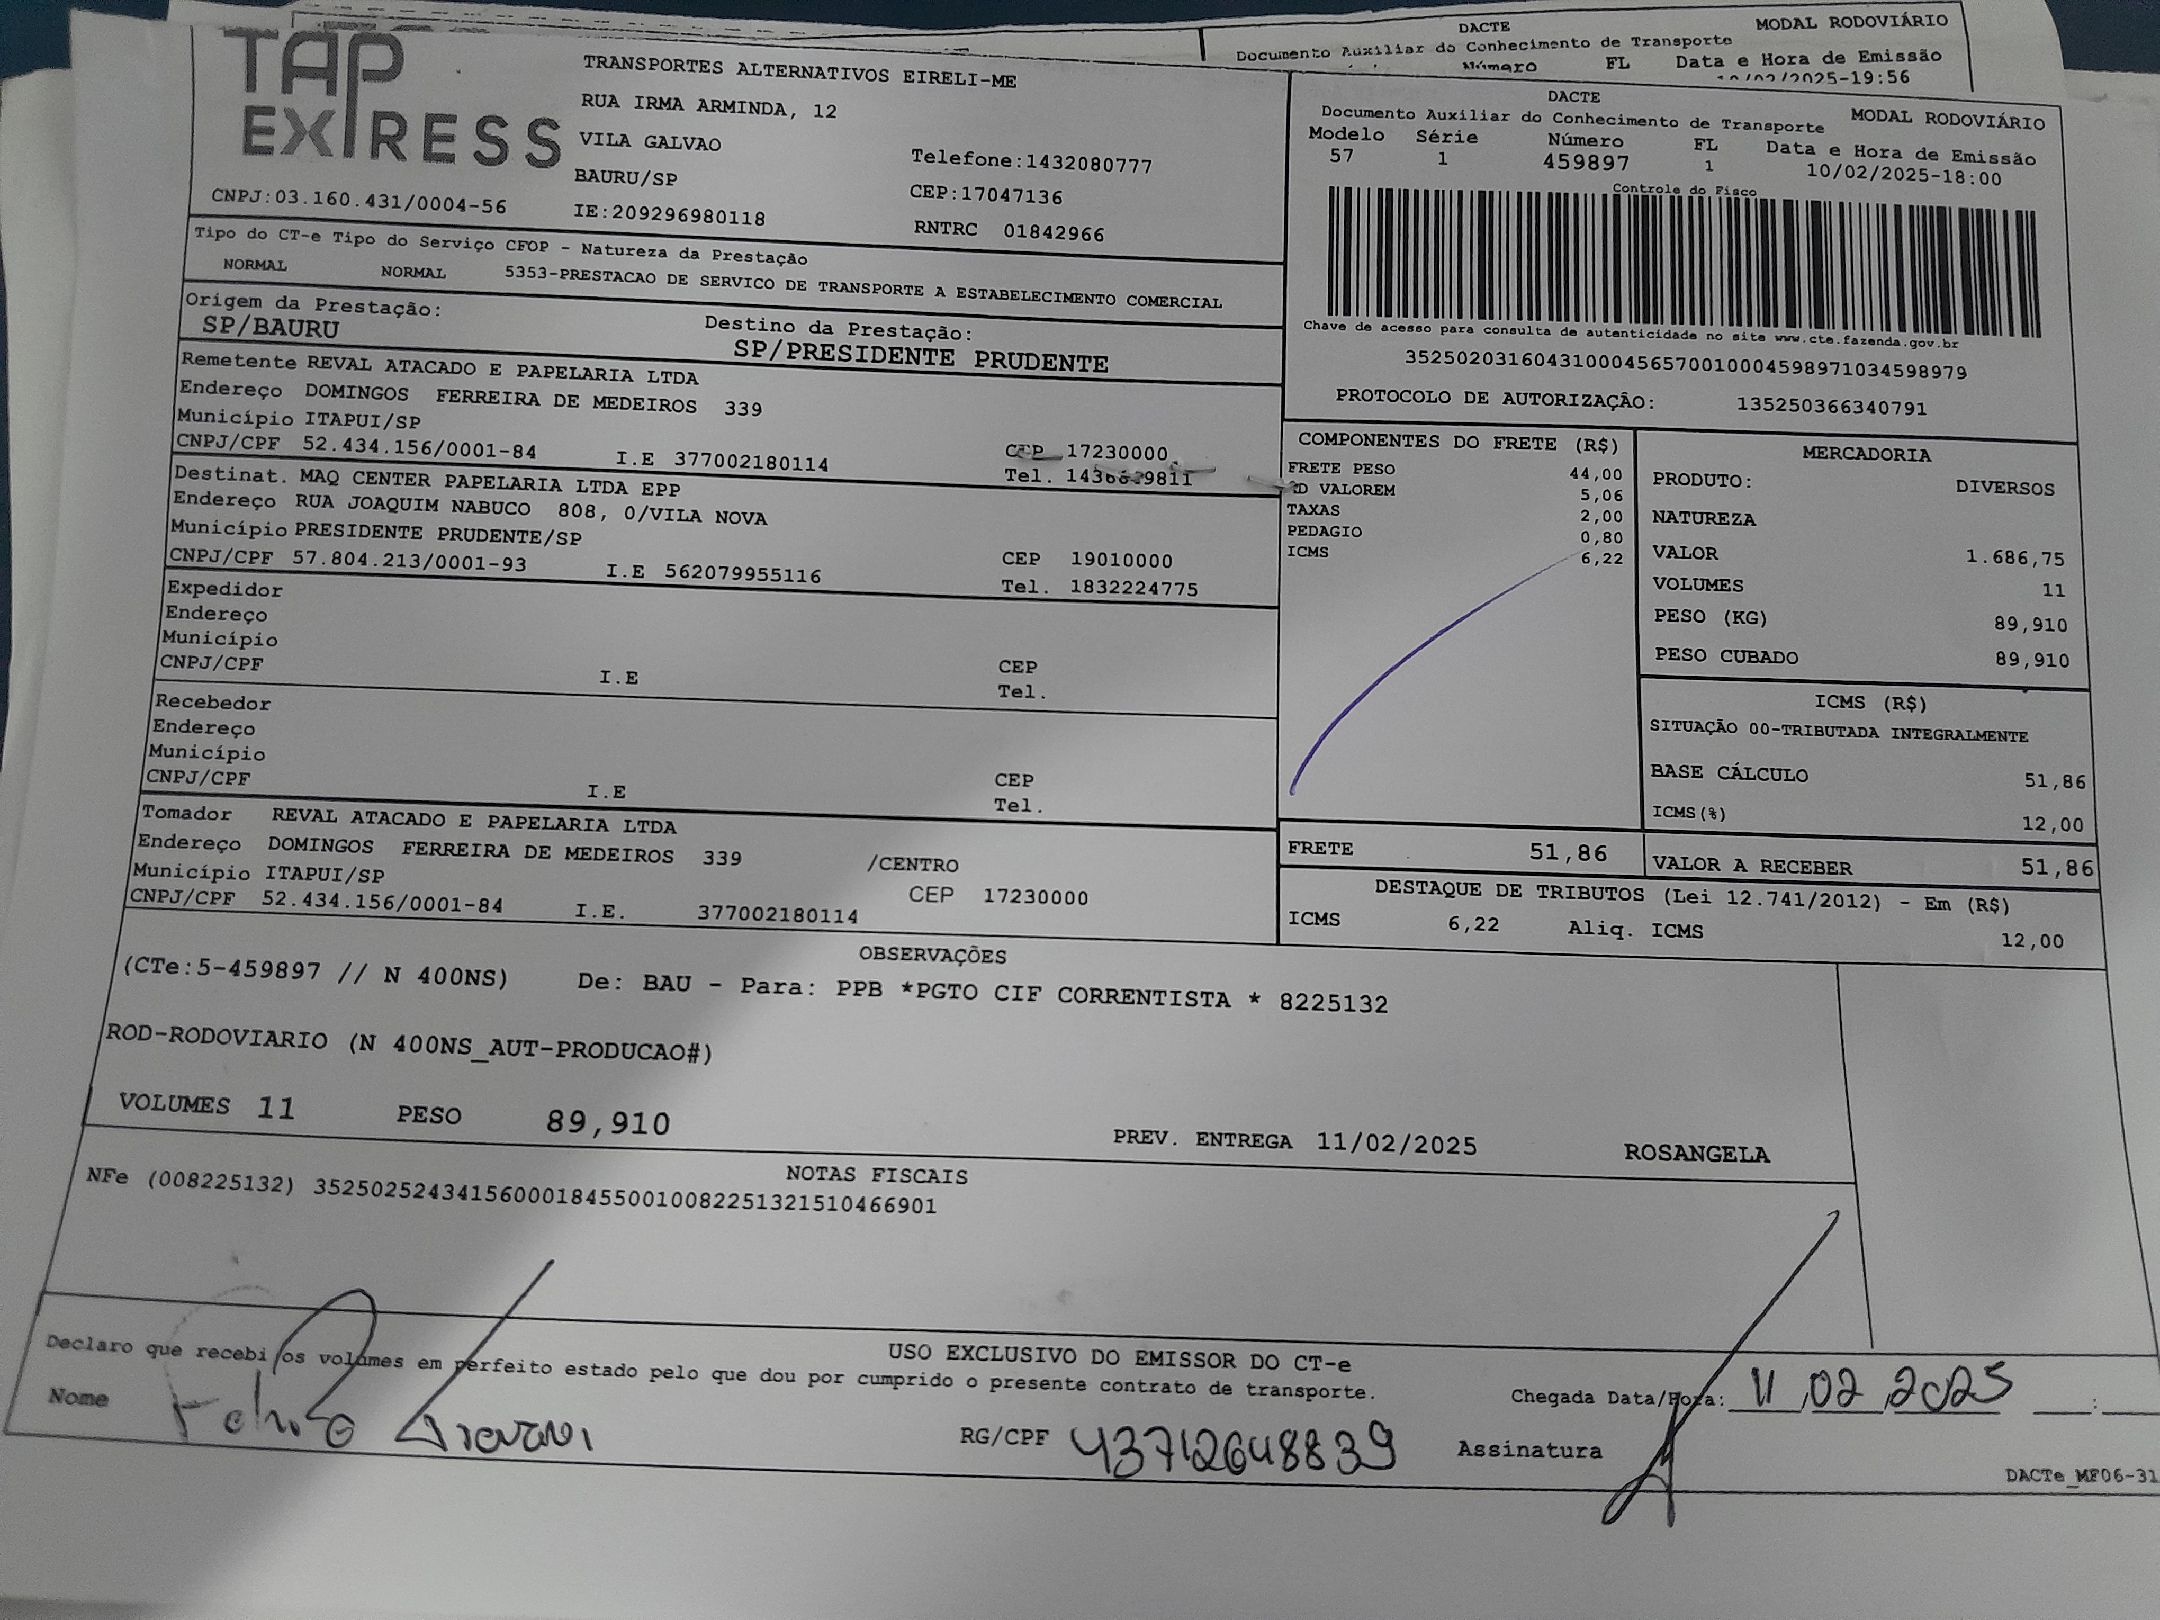 DACTE
MODAL RODOVIÁRIO
Documento Auxiliar do Conhecimento de Transporte
Número FL Data e Hora de Emissão
/2025-19:56
TAP EXPRESS
CNPJ:03.160.431/0004-56
TRANSPORTES ALTERNATIVOS EIRELI-ME
RUA IRMA ARMINDA, 12
VILA GALVAO
Telefone:1432080777
BAURU/SP
CEP:17047136
IE:209296980118
RNTRC 01842966
DACTE
Documento Auxiliar do Conhecimento de Transporte MODAL RODOVIÁRIO
Modelo Série Número FL Data e Hora de Emissão
57 1 459897 1 10/02/2025-18:00
Controle do Fisco
Chave de acesso para consulta de autenticidade no site www.cte.fazenda.gov.br
35250203160431000456570010004598971034598979
PROTOCOLO DE AUTORIZAÇÃO: 135250366340791
Tipo do CT-e Tipo do Serviço CFOP - Natureza da Prestação
NORMAL NORMAL 5353-PRESTACAO DE SERVICO DE TRANSPORTE A ESTABELECIMENTO COMERCIAL
Origem da Prestação: Destino da Prestação:
SP/BAURU SP/PRESIDENTE PRUDENTE
Remetente REVAL ATACADO E PAPELARIA LTDA
Endereço DOMINGOS FERREIRA DE MEDEIROS 339
Município ITAPUI/SP CEP 17230000
CNPJ/CPF 52.434.156/0001-84 I.E 377002180114 Tel.
Destinat. MAQ CENTER PAPELARIA LTDA EPP
Endereço RUA JOAQUIM NABUCO 808, 0/VILA NOVA
Município PRESIDENTE PRUDENTE/SP CEP 19010000
CNPJ/CPF 57.804.213/0001-93 I.E 562079955116 Tel. 1832224775
Expedidor
Endereço
Município CEP
CNPJ/CPF I.E Tel.
Recebedor
Endereço
Município CEP
CNPJ/CPF I.E Tel.
Tomador REVAL ATACADO E PAPELARIA LTDA
Endereço DOMINGOS FERREIRA DE MEDEIROS 339 /CENTRO
Município ITAPUI/SP CEP 17230000
CNPJ/CPF 52.434.156/0001-84 I.E. 377002180114
COMPONENTES DO FRETE (R$)
FRETE PESO 44,00
AD VALOREM 5,06
TAXAS 2,00
PEDAGIO 0,80
ICMS 6,22
FRETE 51,86
MERCADORIA
PRODUTO: DIVERSOS
NATUREZA
VALOR 1.686,75
VOLUMES 11
PESO (KG) 89,910
PESO CUBADO 89,910
ICMS (R$)
SITUAÇÃO 00-TRIBUTADA INTEGRALMENTE
BASE CÁLCULO 51,86
ICMS(%) 12,00
VALOR A RECEBER 51,86
DESTAQUE DE TRIBUTOS (Lei 12.741/2012) - Em (R$)
ICMS 6,22 Aliq. ICMS 12,00
OBSERVAÇÕES
(CTe:5-459897 // N 400NS) De: BAU - Para: PPB *PGTO CIF CORRENTISTA * 8225132
ROD-RODOVIARIO (N 400NS_AUT-PRODUCAO#)
VOLUMES 11 PESO 89,910 PREV. ENTREGA 11/02/2025 ROSANGELA
NOTAS FISCAIS
NFe (008225132) 35250252434156000184550010082251321510466901
USO EXCLUSIVO DO EMISSOR DO CT-e
Declaro que recebi os volumes em perfeito estado pelo que dou por cumprido o presente contrato de transporte.
Chegada Data/Hora: 11/02/2025 :
Nome RG/CPF 43712648839 Assinatura
DACTe_MF06-31